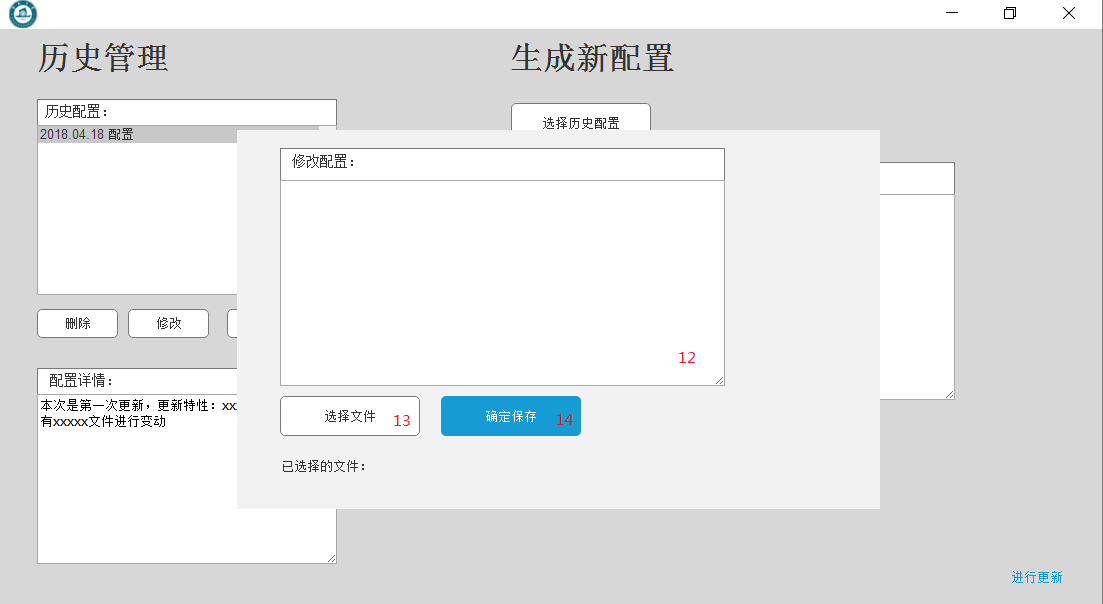 历史管理
生成新配置
历史配置：
2018.04.18 配置
选择历史配置
修改配置：
12
删除
修改
配置详情：
本次是第一次更新，更新特性：xx
有xxxxx文件进行变动
选择文件
13
确定保存
14
已选择的文件：
进行更新